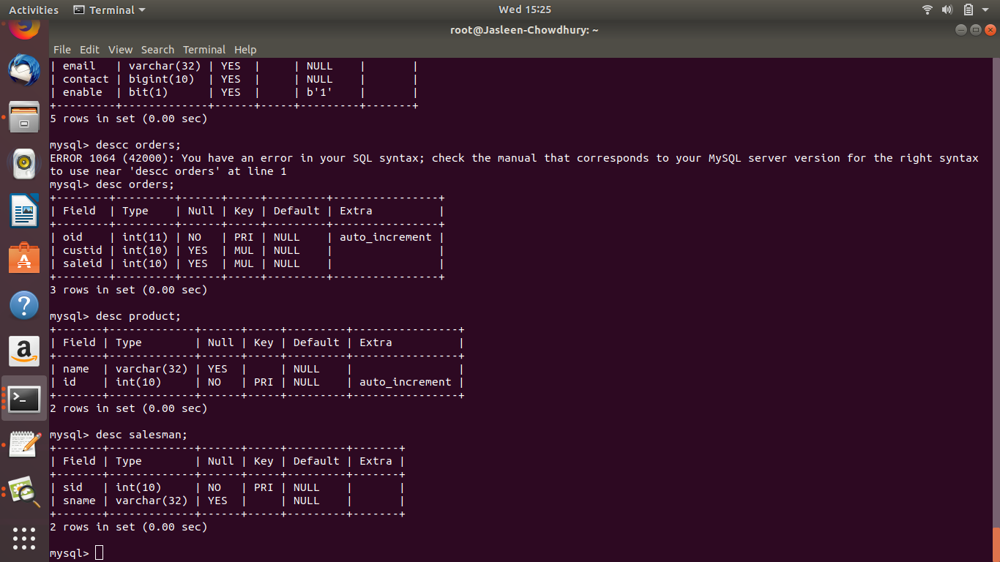 Activities Terminal Wed 15:25
root@Jasleen-Chowdhury: ~
File Edit View Search Terminal Help
| email   | varchar(32) | YES  |     | NULL    |       |
| contact | bigint(10)  | YES  |     | NULL    |       |
| enable  | bit(1)      | YES  |     | b'1'    |       |
+---------+-------------+------+-----+---------+-------+
5 rows in set (0.00 sec)
mysql> descc orders;
ERROR 1064 (42000): You have an error in your SQL syntax; check the manual that corresponds to your MySQL server version for the right syntax
to use near 'descc orders' at line 1
mysql> desc orders;
+--------+---------+------+-----+---------+----------------+
| Field  | Type    | Null | Key | Default | Extra          |
+--------+---------+------+-----+---------+----------------+
| oid    | int(11) | NO   | PRI | NULL    | auto_increment |
| custid | int(10) | YES  | MUL | NULL    |                |
| saleid | int(10) | YES  | MUL | NULL    |                |
+--------+---------+------+-----+---------+----------------+
3 rows in set (0.00 sec)
mysql> desc product;
+-------+-------------+------+-----+---------+----------------+
| Field | Type        | Null | Key | Default | Extra          |
+-------+-------------+------+-----+---------+----------------+
| name  | varchar(32) | YES  |     | NULL    |                |
| id    | int(10)     | NO   | PRI | NULL    | auto_increment |
+-------+-------------+------+-----+---------+----------------+
2 rows in set (0.00 sec)
mysql> desc salesman;
+-------+-------------+------+-----+---------+-------+
| Field | Type        | Null | Key | Default | Extra |
+-------+-------------+------+-----+---------+-------+
| sid   | int(10)     | NO   | PRI | NULL    |       |
| sname | varchar(32) | YES  |     | NULL    |       |
+-------+-------------+------+-----+---------+-------+
2 rows in set (0.00 sec)
mysql>